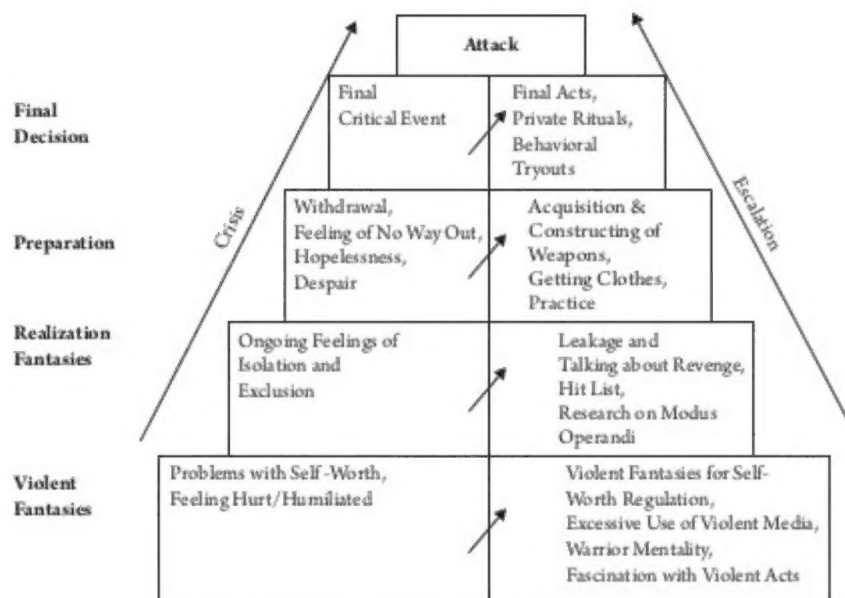 Attack
Final
Decision
Final
Critical Event
Final Acts,
Private Rituals,
Behavioral
Tryouts
Crisis
Escalation
Preparation
Withdrawal,
Feeling of No Way Out,
Hopelessness,
Despair
Acquisition &
Constructing of
Weapons,
Getting Clothes,
Practice
Realization
Fantasies
Ongoing Feelings of
Isolation and
Exclusion
Leakage and
Talking about Revenge,
Hit List,
Research on Modus
Operandi
Violent
Fantasies
Problems with Self-Worth,
Feeling Hurt/Humiliated
Violent Fantasies for Self-
Worth Regulation,
Excessive Use of Violent Media,
Warrior Mentality,
Fascination with Violent Acts